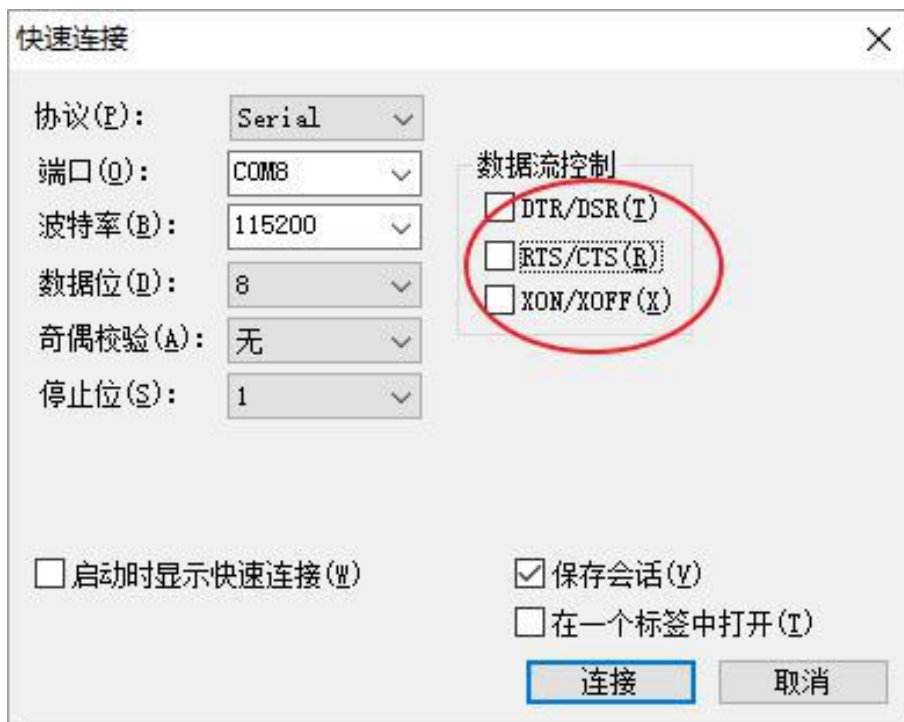 快速连接
协议(P): Serial
端口(O): COM8
波特率(B): 115200
数据位(D): 8
奇偶校验(A): 无
停止位(S): 1
数据流控制
DTR/DSR(T)
RTS/CTS(R)
XON/XOFF(X)
启动时显示快速连接(W)
保存会话(V)
在一个标签中打开(T)
连接
取消